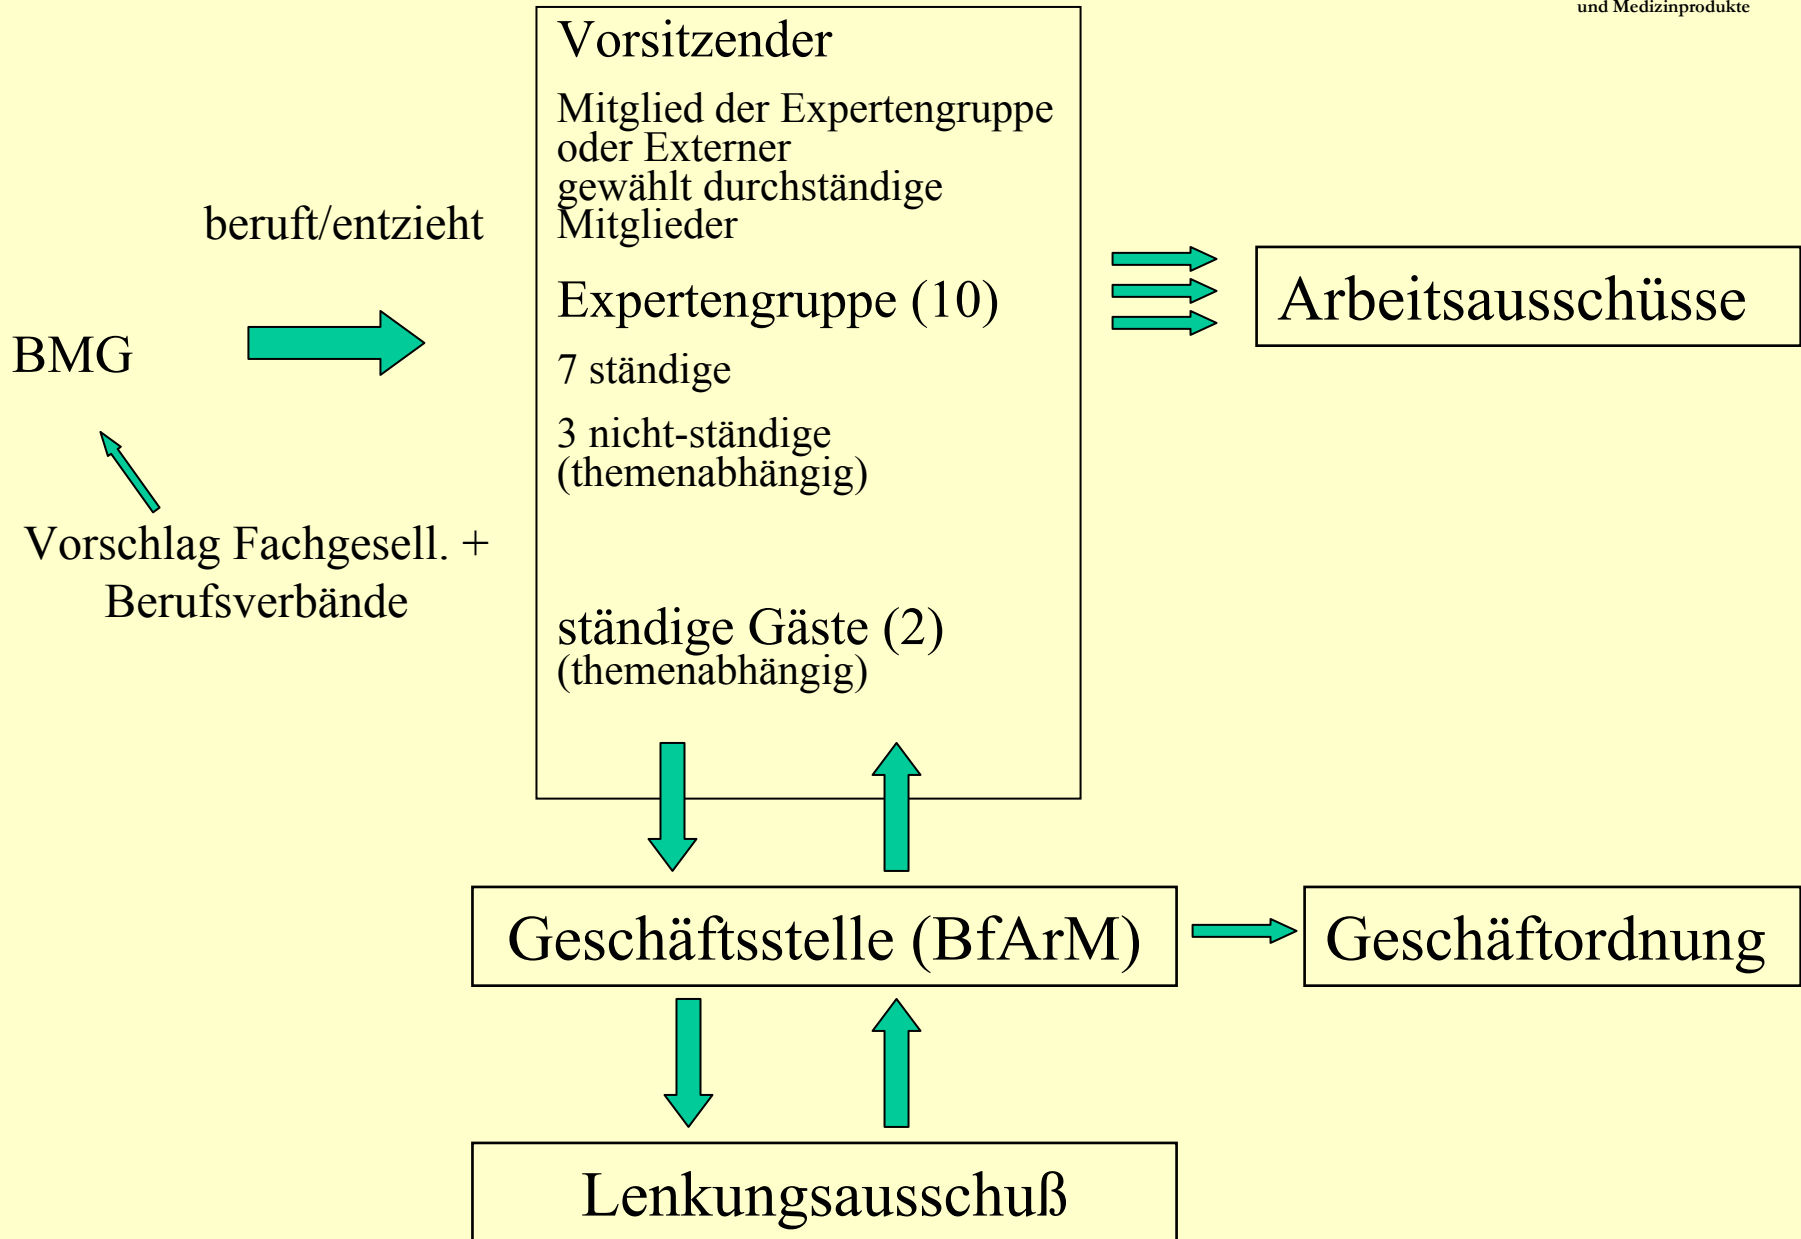 und Medizinprodukte
Vorsitzender
Mitglied der Expertengruppe
oder Externer
gewählt durchständige
Mitglieder
beruft/entzieht
Expertengruppe (10)
Arbeitsausschüsse
BMG
7 ständige
3 nicht-ständige
(themenabhängig)
Vorschlag Fachgesell. +
Berufsverbände
ständige Gäste (2)
(themenabhängig)
Geschäftsstelle (BfArM)
Geschäftordnung
Lenkungsausschuß